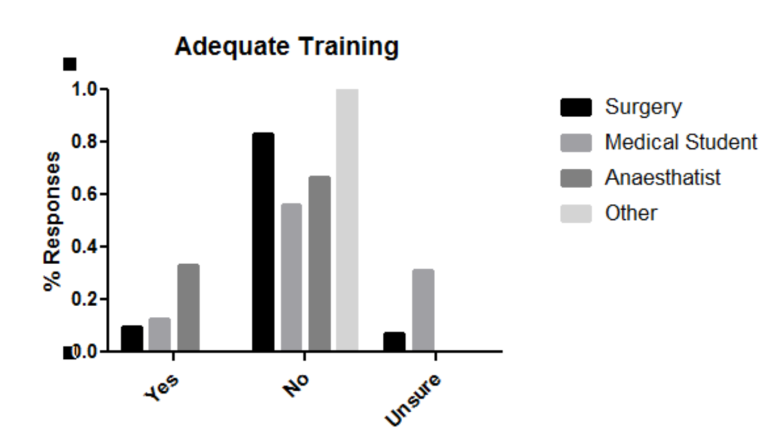 Adequate Training
% Responses
1.0
0.8
0.6
0.4
0.2
0.0
Yes
No
Unsure
Surgery
Medical Student
Anaesthatist
Other